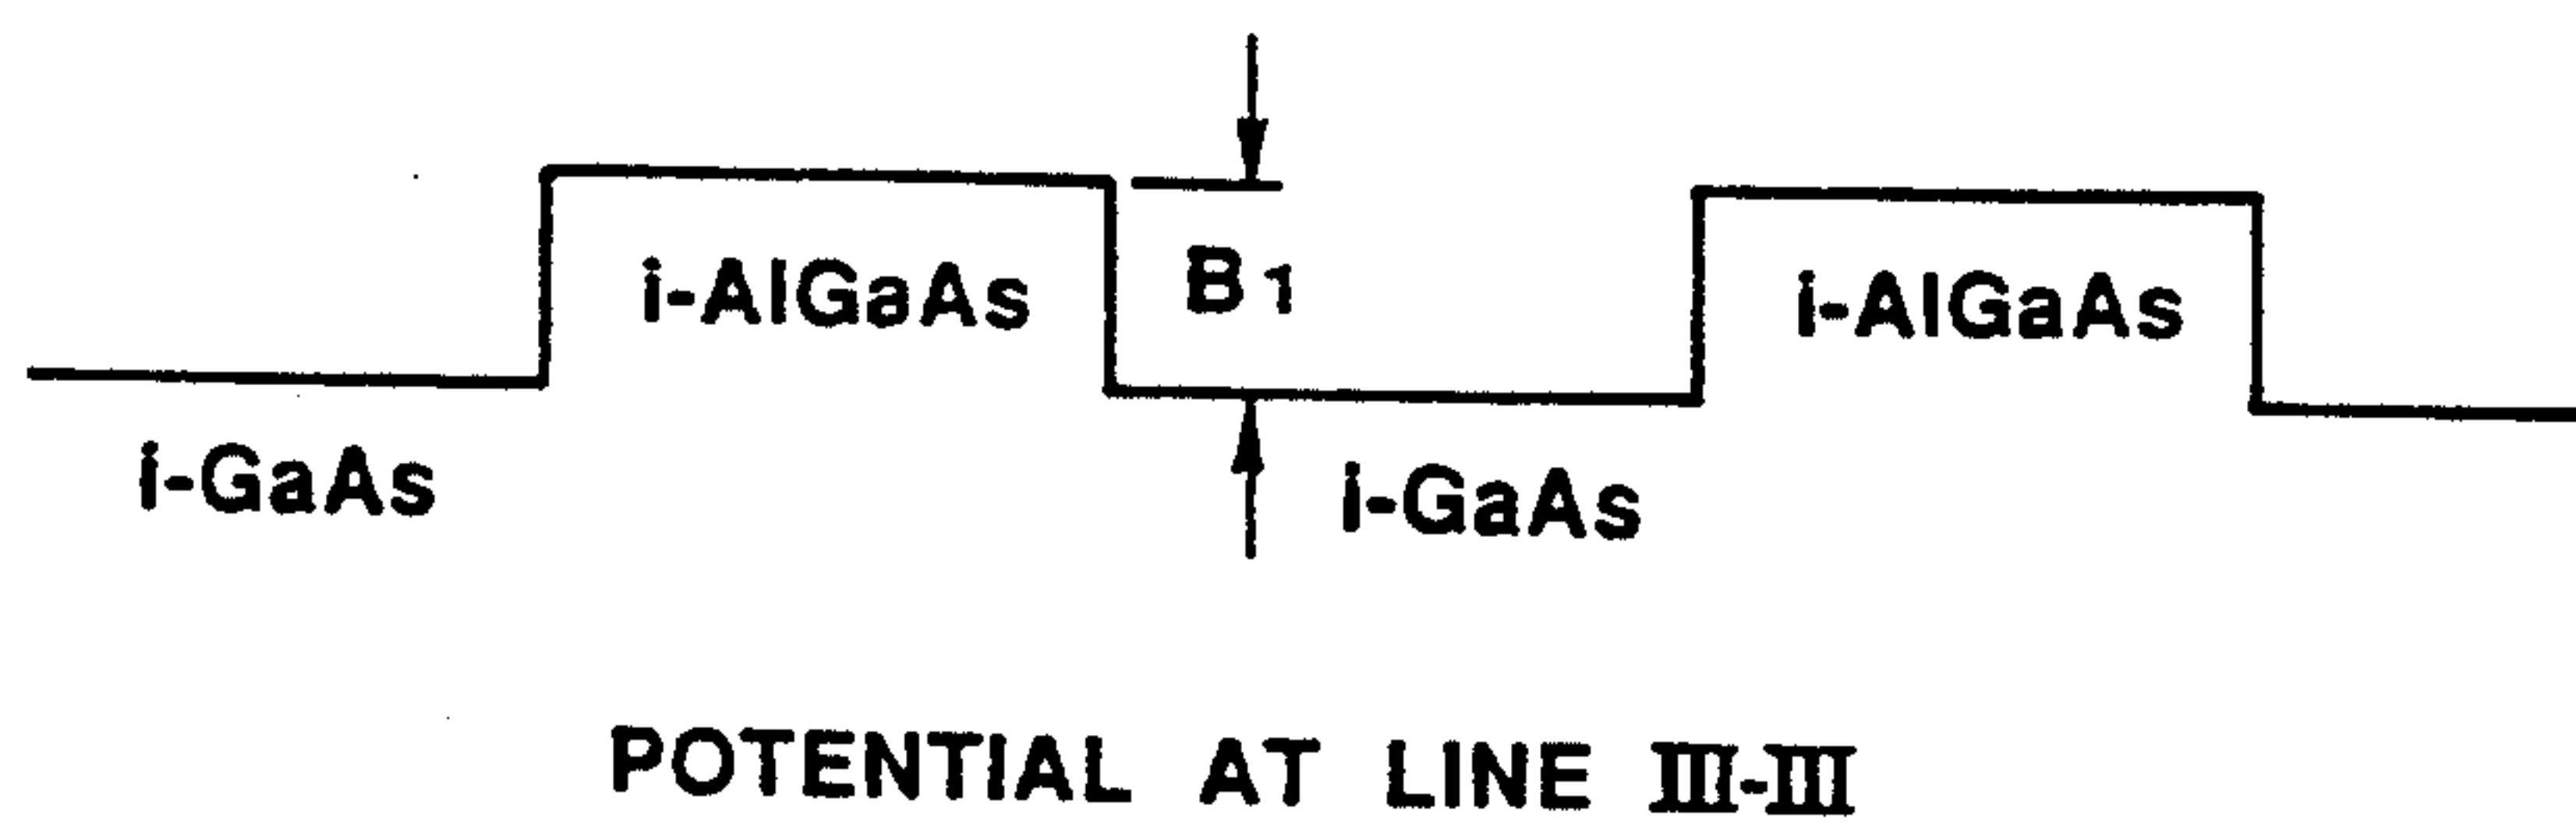 i-AlGaAs B1 i-AlGaAs
i-GaAs i-GaAs
POTENTIAL AT LINE III-III